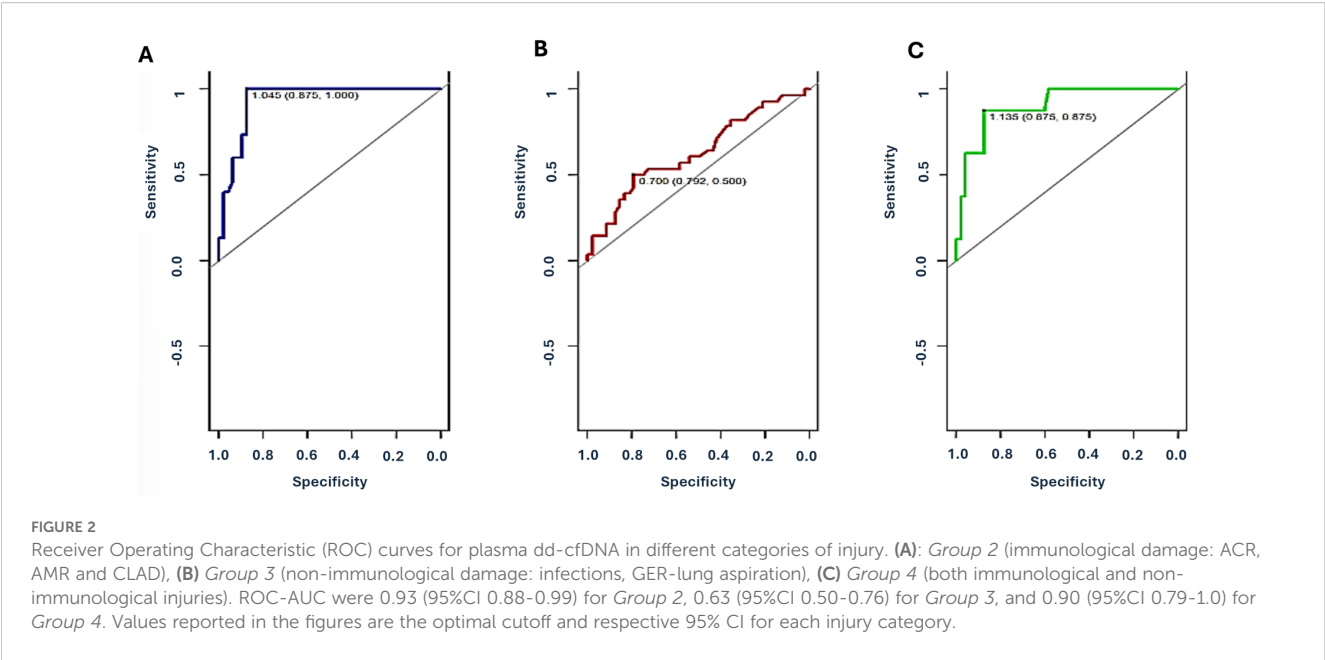 A
B
C
1
0.5
0.0
-0.5
Sensitivity
1.045 (0.875, 1.000)
1.0 0.8 0.6 0.4 0.2 0.0
Specificity
1
0.5
0.0
-0.5
Sensitivity
0.700 (0.792, 0.500)
1.0 0.8 0.6 0.4 0.2 0.0
Specificity
1
0.5
0.0
-0.5
Sensitivity
1.135 (0.875, 0.875)
1.0 0.8 0.6 0.4 0.2 0.0
Specificity
FIGURE 2
Receiver Operating Characteristic (ROC) curves for plasma dd-cfDNA in different categories of injury. (A): Group 2 (immunological damage: ACR,
AMR and CLAD), (B) Group 3 (non-immunological damage: infections, GER-lung aspiration), (C) Group 4 (both immunological and non-
immunological injuries). ROC-AUC were 0.93 (95%CI 0.88-0.99) for Group 2, 0.63 (95%CI 0.50-0.76) for Group 3, and 0.90 (95%CI 0.79-1.0) for
Group 4. Values reported in the figures are the optimal cutoff and respective 95% CI for each injury category.